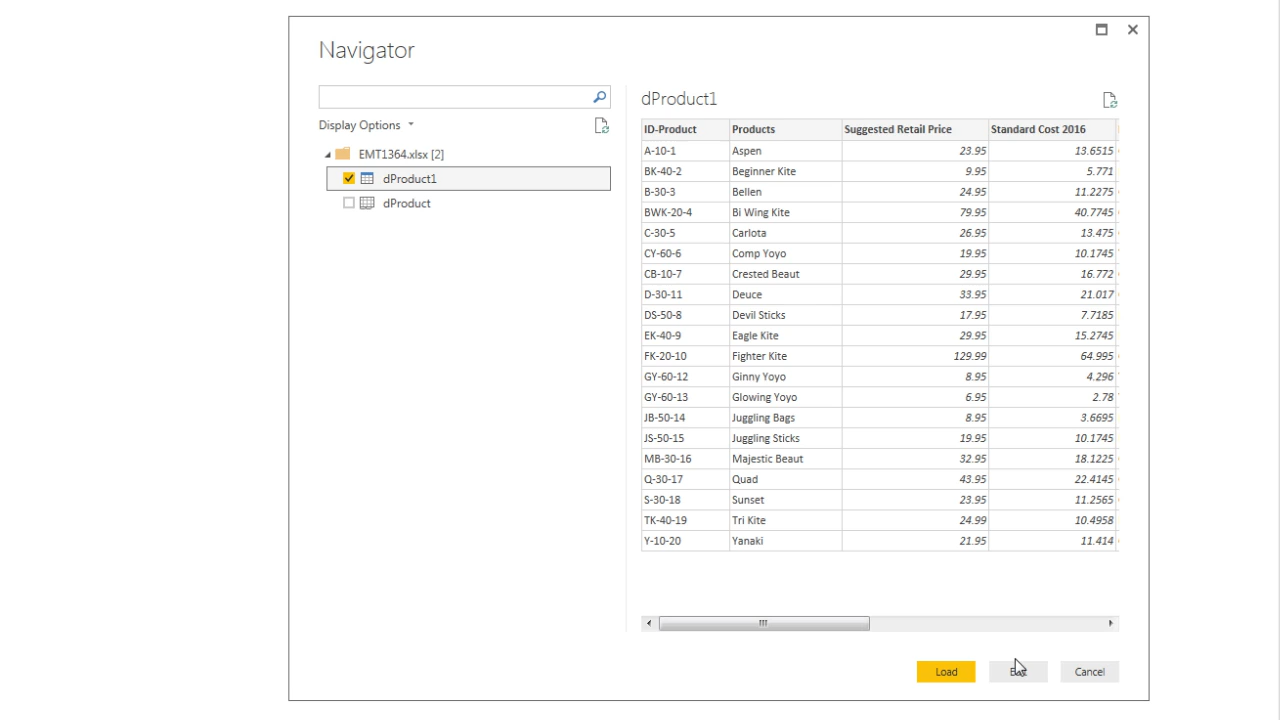 Navigator
Display Options
EMT1364.xlsx [2]
dProduct1
dProduct
dProduct1
ID-Product Products Suggested Retail Price Standard Cost 2016
A-10-1 Aspen 23.95 13.6515
BK-40-2 Beginner Kite 9.95 5.771
B-30-3 Bellen 24.95 11.2275
BWK-20-4 Bi Wing Kite 79.95 40.7745
C-30-5 Carlota 26.95 13.475
CY-60-6 Comp Yoyo 19.95 10.1745
CB-10-7 Crested Beaut 29.95 16.772
D-30-11 Deuce 33.95 21.017
DS-50-8 Devil Sticks 17.95 7.7185
EK-40-9 Eagle Kite 29.95 15.2745
FK-20-10 Fighter Kite 129.99 64.995
GY-60-12 Ginny Yoyo 8.95 4.296
GY-60-13 Glowing Yoyo 6.95 2.78
JB-50-14 Juggling Bags 8.95 3.6695
JS-50-15 Juggling Sticks 19.95 10.1745
MB-30-16 Majestic Beaut 32.95 18.1225
Q-30-17 Quad 43.95 22.4145
S-30-18 Sunset 23.95 11.2565
TK-40-19 Tri Kite 24.99 10.4958
Y-10-20 Yanaki 21.95 11.414
Load Cancel